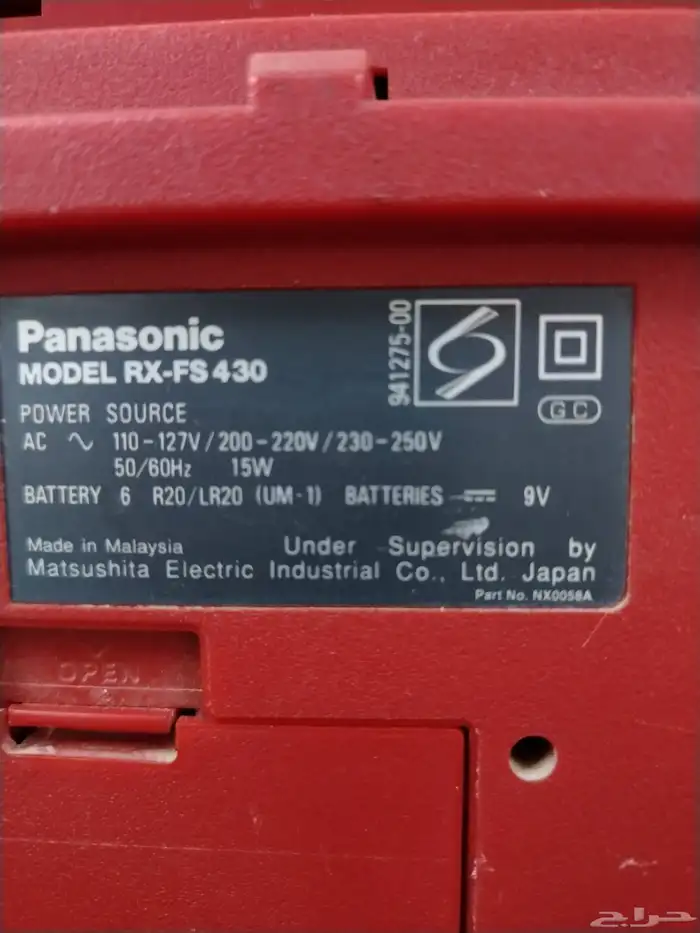 Panasonic
MODEL RX-FS430
941275-00
GC
POWER SOURCE
AC ∿ 110-127V/200-220V/230-250V
50/60Hz 15W
BATTERY 6 R20/LR20 (UM-1) BATTERIES ⎓ 9V
Made in Malaysia Under Supervision by
Matsushita Electric Industrial Co., Ltd. Japan
Part No. NX0058A
OPEN
حراج